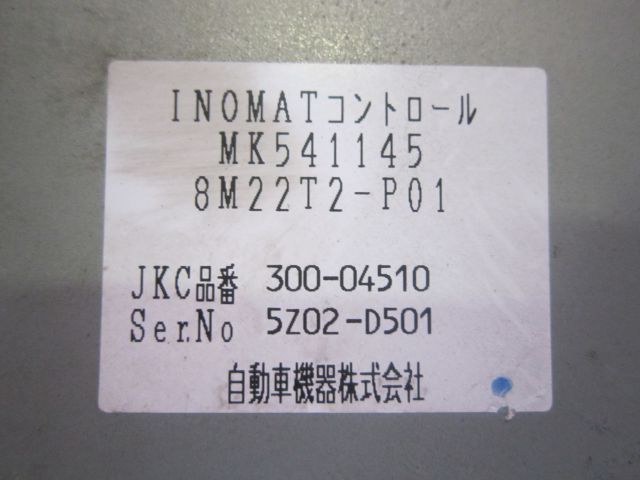 INOMATコントロール
MK541145
8M22T2-P01
JKC品番 300-04510
Ser.No 5Z02-D501
自動車機器株式会社